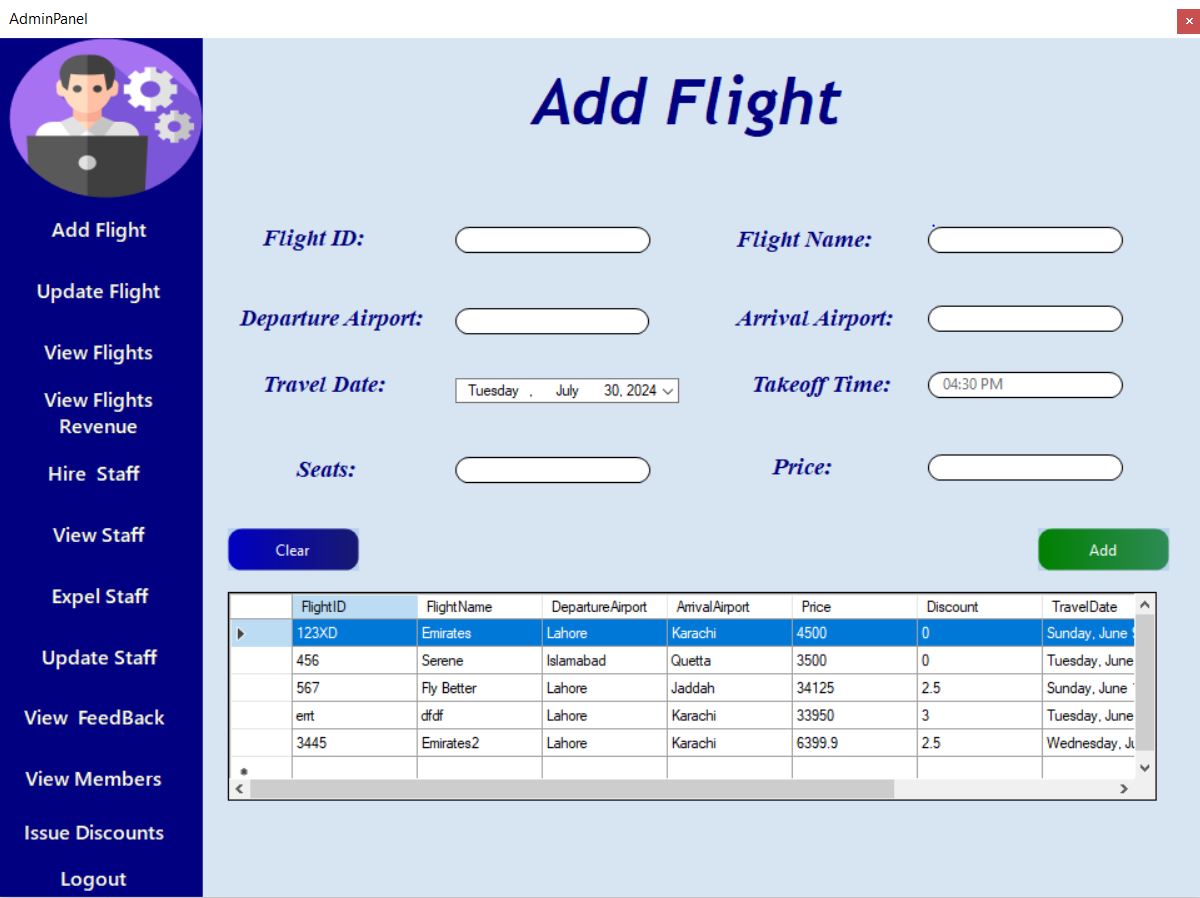 AdminPanel
Add Flight
Add Flight
Update Flight
View Flights
View Flights
Revenue
Hire  Staff
View Staff
Expel Staff
Update Staff
View  FeedBack
View Members
Issue Discounts
Logout
Flight ID:
Flight Name:
Departure Airport:
Arrival Airport:
Travel Date: Tuesday , July 30, 2024
Takeoff Time: 04:30 PM
Seats:
Price:
Clear
Add
FlightID FlightName DepartureAirport ArrivalAirport Price Discount TravelDate
123XD Emirates Lahore Karachi 4500 0 Sunday, June
456 Serene Islamabad Quetta 3500 0 Tuesday, June
567 Fly Better Lahore Jaddah 34125 2.5 Sunday, June
errt dfdf Lahore Karachi 33950 3 Tuesday, June
3445 Emirates2 Lahore Karachi 6399.9 2.5 Wednesday,